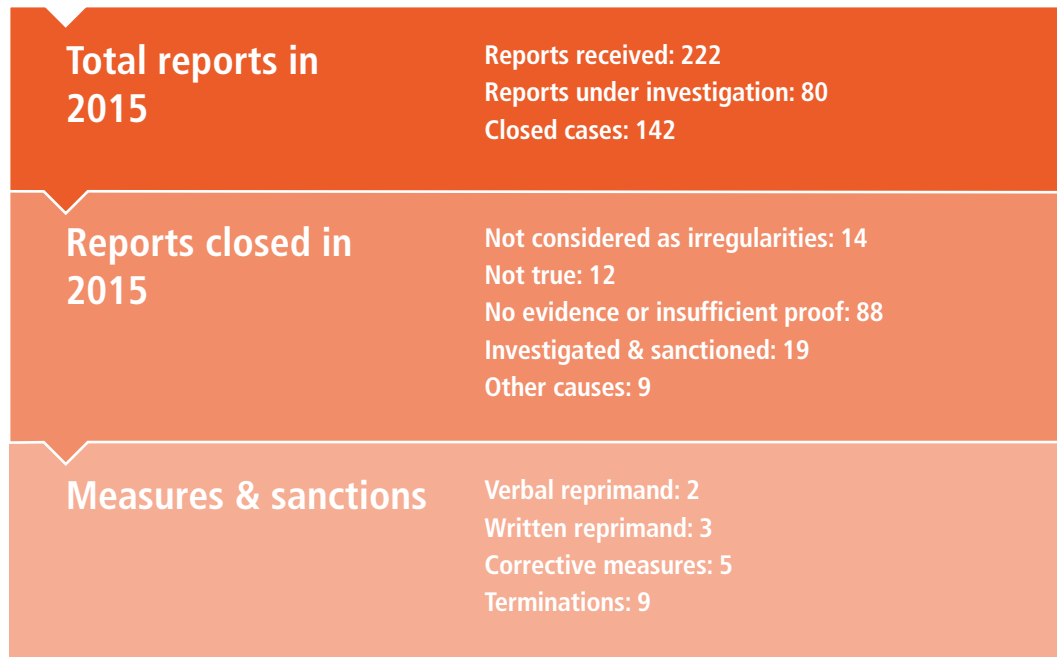 Total reports in
2015
Reports received: 222
Reports under investigation: 80
Closed cases: 142
Reports closed in
2015
Not considered as irregularities: 14
Not true: 12
No evidence or insufficient proof: 88
Investigated & sanctioned: 19
Other causes: 9
Measures & sanctions
Verbal reprimand: 2
Written reprimand: 3
Corrective measures: 5
Terminations: 9